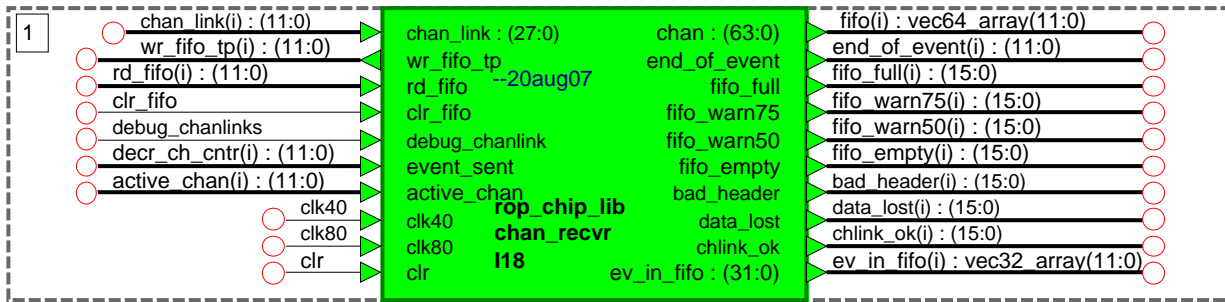 1
chan_link(i) : (11:0)
wr_fifo_tp(i) : (11:0)
rd_fifo(i) : (11:0)
clr_fifo
debug_chanlinks
decr_ch_cntr(i) : (11:0)
active_chan(i) : (11:0)
clk40
clk80
clr
chan_link : (27:0)
wr_fifo_tp
rd_fifo
--20aug07
clr_fifo
debug_chanlink
event_sent
active_chan
clk40
clk80
clr
rop_chip_lib
chan_recvr
I18
chan : (63:0)
end_of_event
fifo_full
fifo_warn75
fifo_warn50
fifo_empty
bad_header
data_lost
chlink_ok
ev_in_fifo : (31:0)
fifo(i) : vec64_array(11:0)
end_of_event(i) : (11:0)
fifo_full(i) : (15:0)
fifo_warn75(i) : (15:0)
fifo_warn50(i) : (15:0)
fifo_empty(i) : (15:0)
bad_header(i) : (15:0)
data_lost(i) : (15:0)
chlink_ok(i) : (15:0)
ev_in_fifo(i) : vec32_array(11:0)